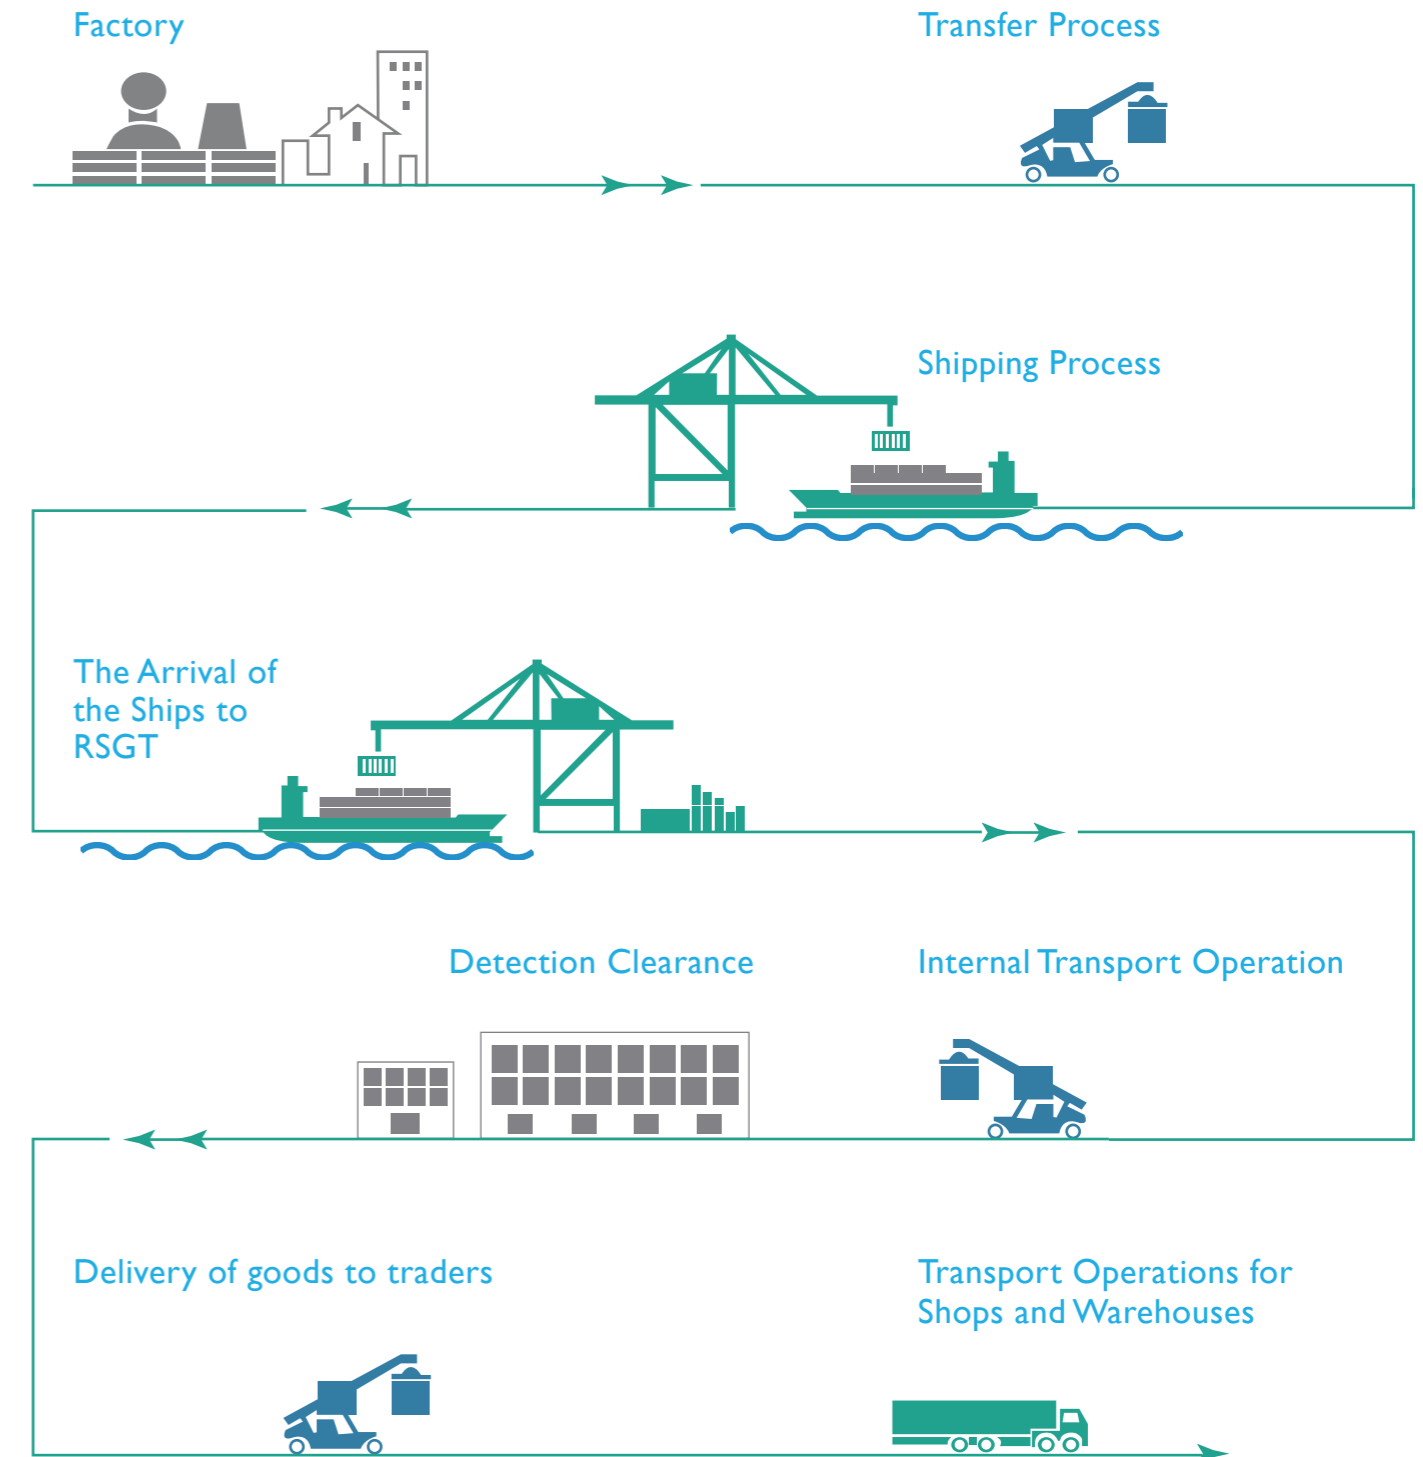 Factory
Transfer Process
Shipping Process
The Arrival of
the Ships to
RSGT
Detection Clearance
Internal Transport Operation
Delivery of goods to traders
Transport Operations for
Shops and Warehouses